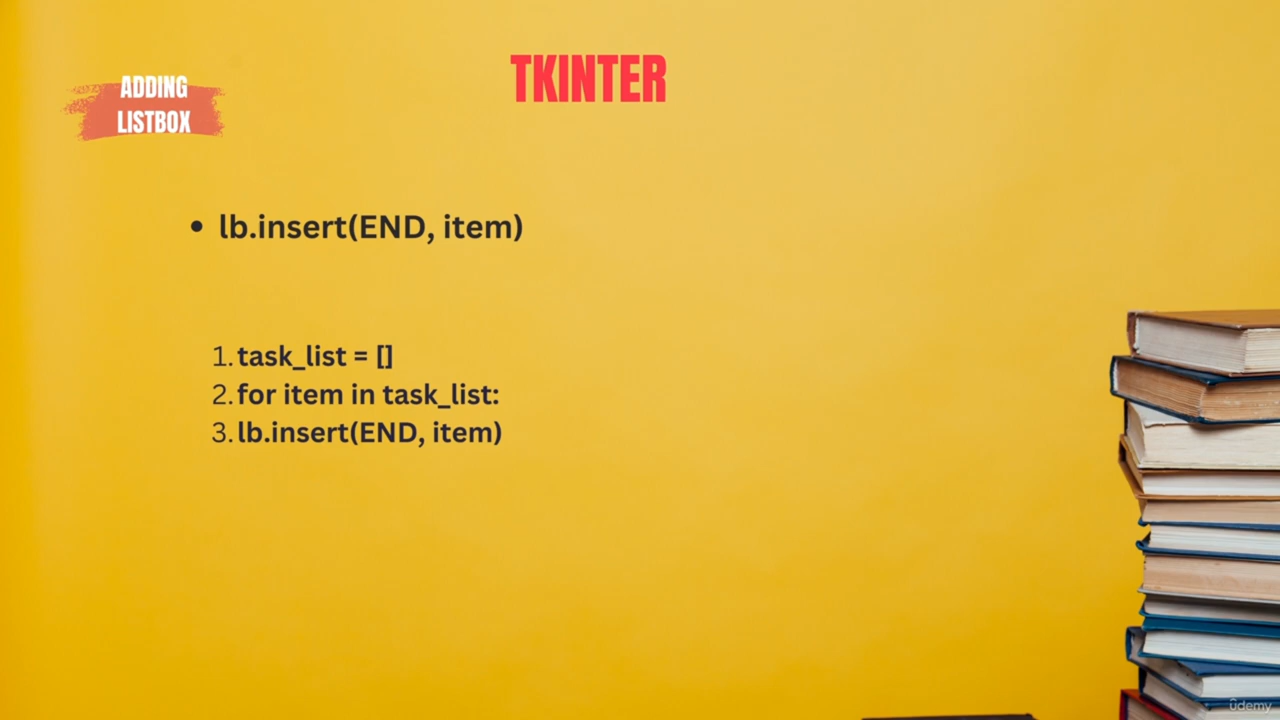 ADDING
LISTBOX
TKINTER
• lb.insert(END, item)
1. task_list = []
2. for item in task_list:
3. lb.insert(END, item)
ûdemy